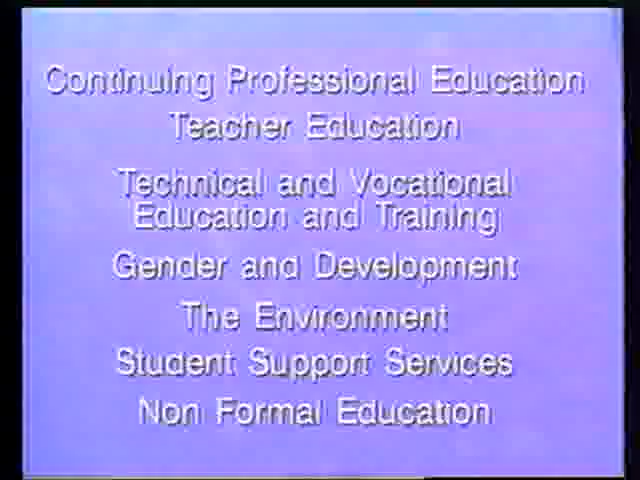 Continuing Professional Education
Teacher Education
Technical and Vocational
Education and Training
Gender and Development
The Environment
Student Support Services
Non Formal Education